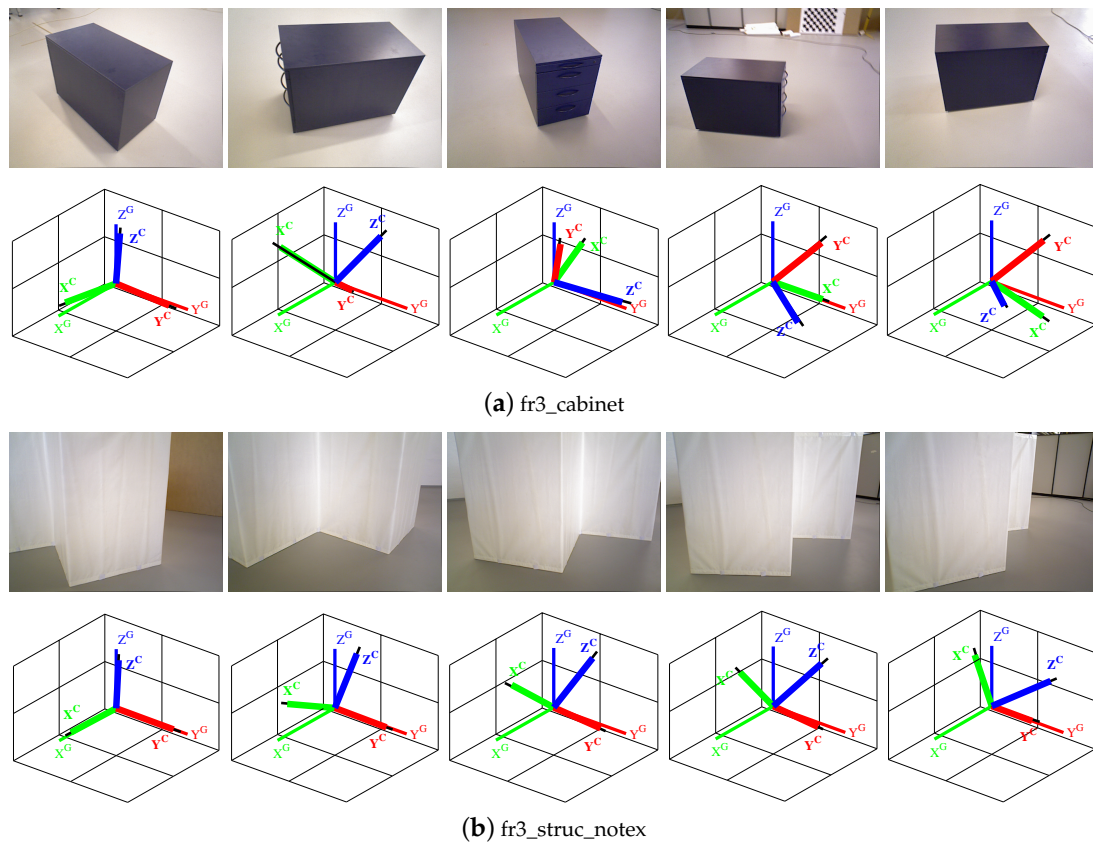 Z^G Z^C X^C X^G Y^C Y^G
Z^G Z^C X^C X^G Y^C Y^G
Z^G Y^C X^C Z^C X^G Y^G
Z^G Y^C X^C X^G Z^C Y^G
Z^G Y^C X^G Z^C X^C Y^G
(a) fr3_cabinet
Z^G Z^C X^C X^G Y^C Y^G
Z^G Z^C X^C X^G Y^C Y^G
Z^G Z^C X^C X^G Y^C Y^G
Z^G Z^C X^C X^G Y^C Y^G
Z^G X^C Z^C X^G Y^C Y^G
(b) fr3_struc_notex